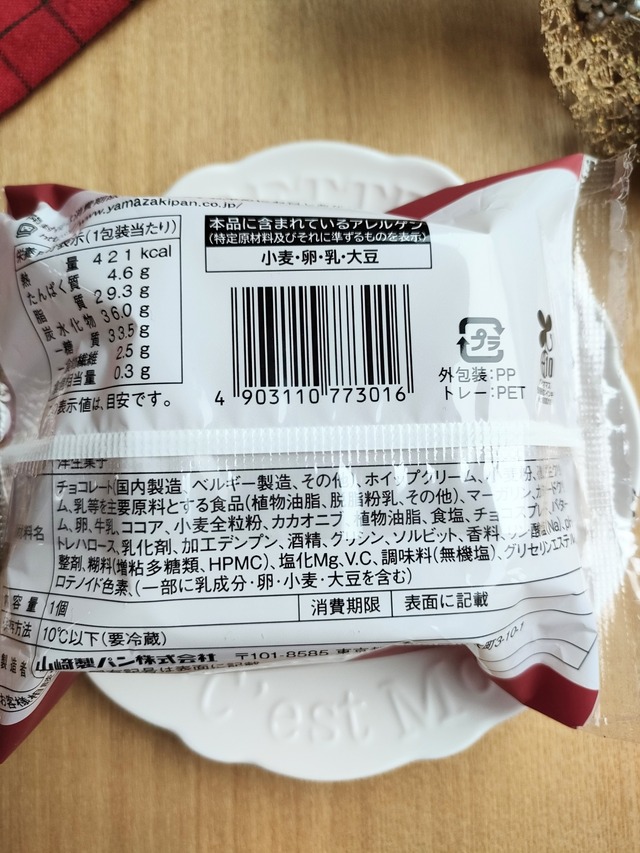 www.yamazakipan.co.jp/
表示(1包装当たり)
熱量 421 kcal
たんぱく質 4.6 g
脂質 29.3 g
炭水化物 36.0 g
糖質 33.5 g
繊維 2.5 g
相当量 0.3 g
表示値は、目安です。
本品に含まれているアレルゲン
(特定原材料及びそれに準ずるものを表示)
小麦・卵・乳・大豆
4 903110 773016
プラ
外包装:PP
トレー:PET
洋生菓子
チョコレート(国内製造、ベルギー製造、その他)、ホイップクリーム、
ム、乳等を主要原料とする食品(植物油脂、脱脂粉乳、その他)、
ム、卵、牛乳、ココア、小麦全粒粉、カカオニブ、植物油脂、食塩、
トレハロース、乳化剤、加工デンプン、酒精、グリシン、ソルビット、香料、
整剤、糊料(増粘多糖類、HPMC)、塩化Mg、V.C、調味料(無機塩)、グリセリンエステル、
ロテノイド色素、(一部に乳成分・卵・小麦・大豆を含む)
容量 1個 消費期限 表面に記載
方法 10℃以下(要冷蔵)
製造者 山崎製パン株式会社 〒101-8585 東京
町3-10-1
C'est